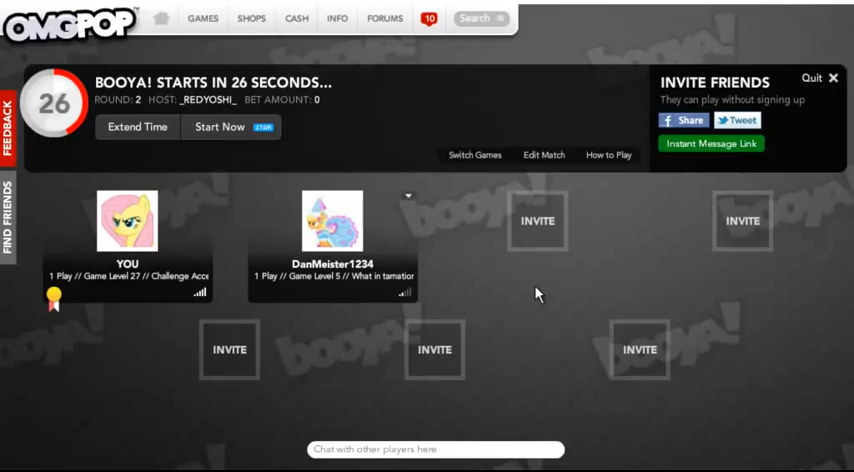 OMGPOP™
GAMES SHOPS CASH INFO FORUMS 10 Search
FEEDBACK
FIND FRIENDS
26
BOOYA! STARTS IN 26 SECONDS...
ROUND: 2 HOST: _REDYOSHI_ BET AMOUNT: 0
Extend Time Start Now STAR
Switch Games Edit Match How to Play
INVITE FRIENDS Quit
They can play without signing up
f Share Tweet
Instant Message Link
YOU
1 Play // Game Level 27 // Challenge Acce
DanMeister1234
1 Play // Game Level 5 // What in tarnation
INVITE INVITE
INVITE INVITE INVITE
booya!
Chat with other players here